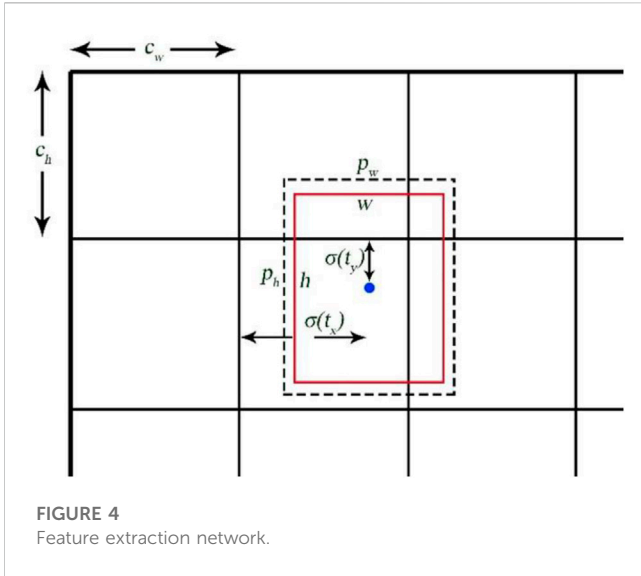 c_w
c_h
p_w
w
σ(t_y)
p_h h
σ(t_x)
FIGURE 4
Feature extraction network.